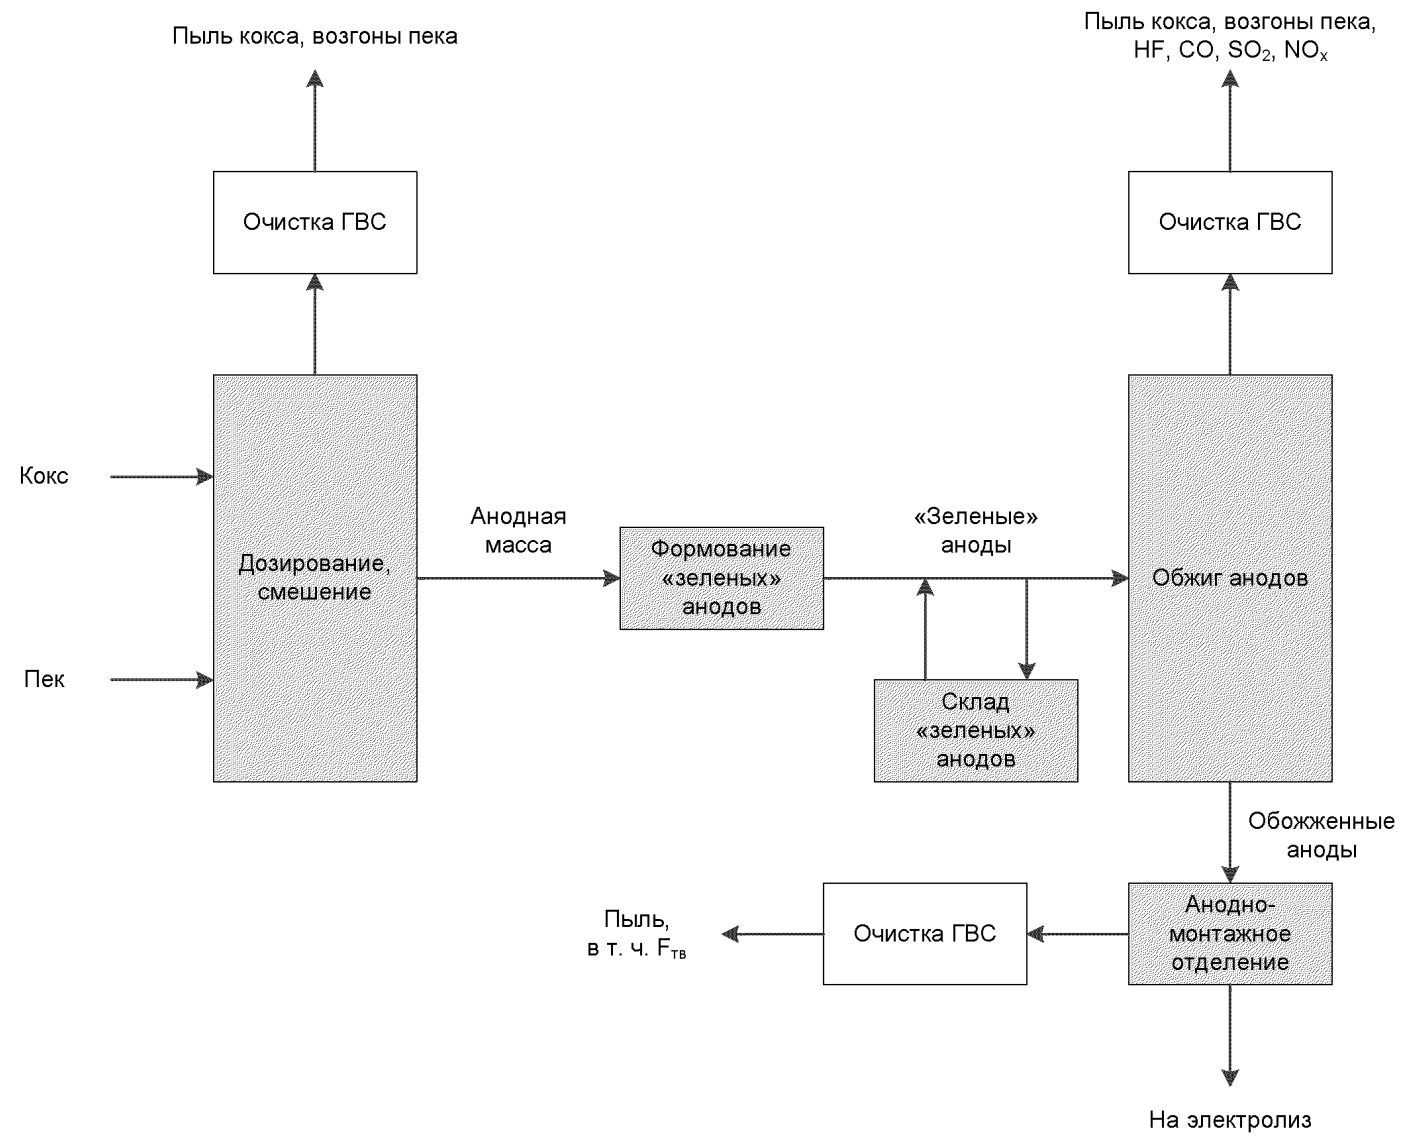 Пыль кокса, возгоны пека
Пыль кокса, возгоны пека,
HF, CO, SO₂, NOₓ
Очистка ГВС
Очистка ГВС
Кокс
Пек
Дозирование,
смешение
Анодная
масса
Формование
«зеленых»
анодов
«Зеленые»
аноды
Обжиг анодов
Склад
«зеленых»
анодов
Обожженные
аноды
Пыль,
в т. ч. Fтв
Очистка ГВС
Анодно-
монтажное
отделение
На электролиз